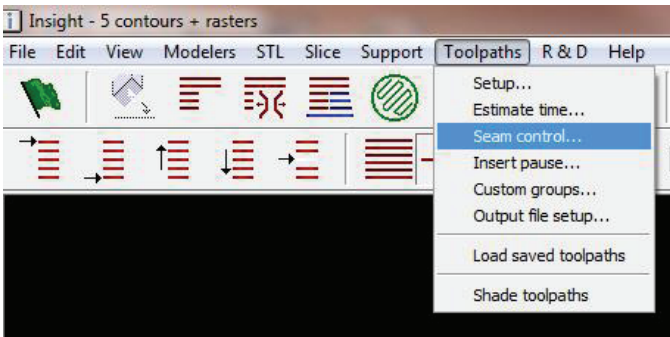 Insight - 5 contours + rasters
File Edit View Modelers STL Slice Support Toolpaths R & D Help
Setup...
Estimate time...
Seam control...
Insert pause...
Custom groups...
Output file setup...
Load saved toolpaths
Shade toolpaths